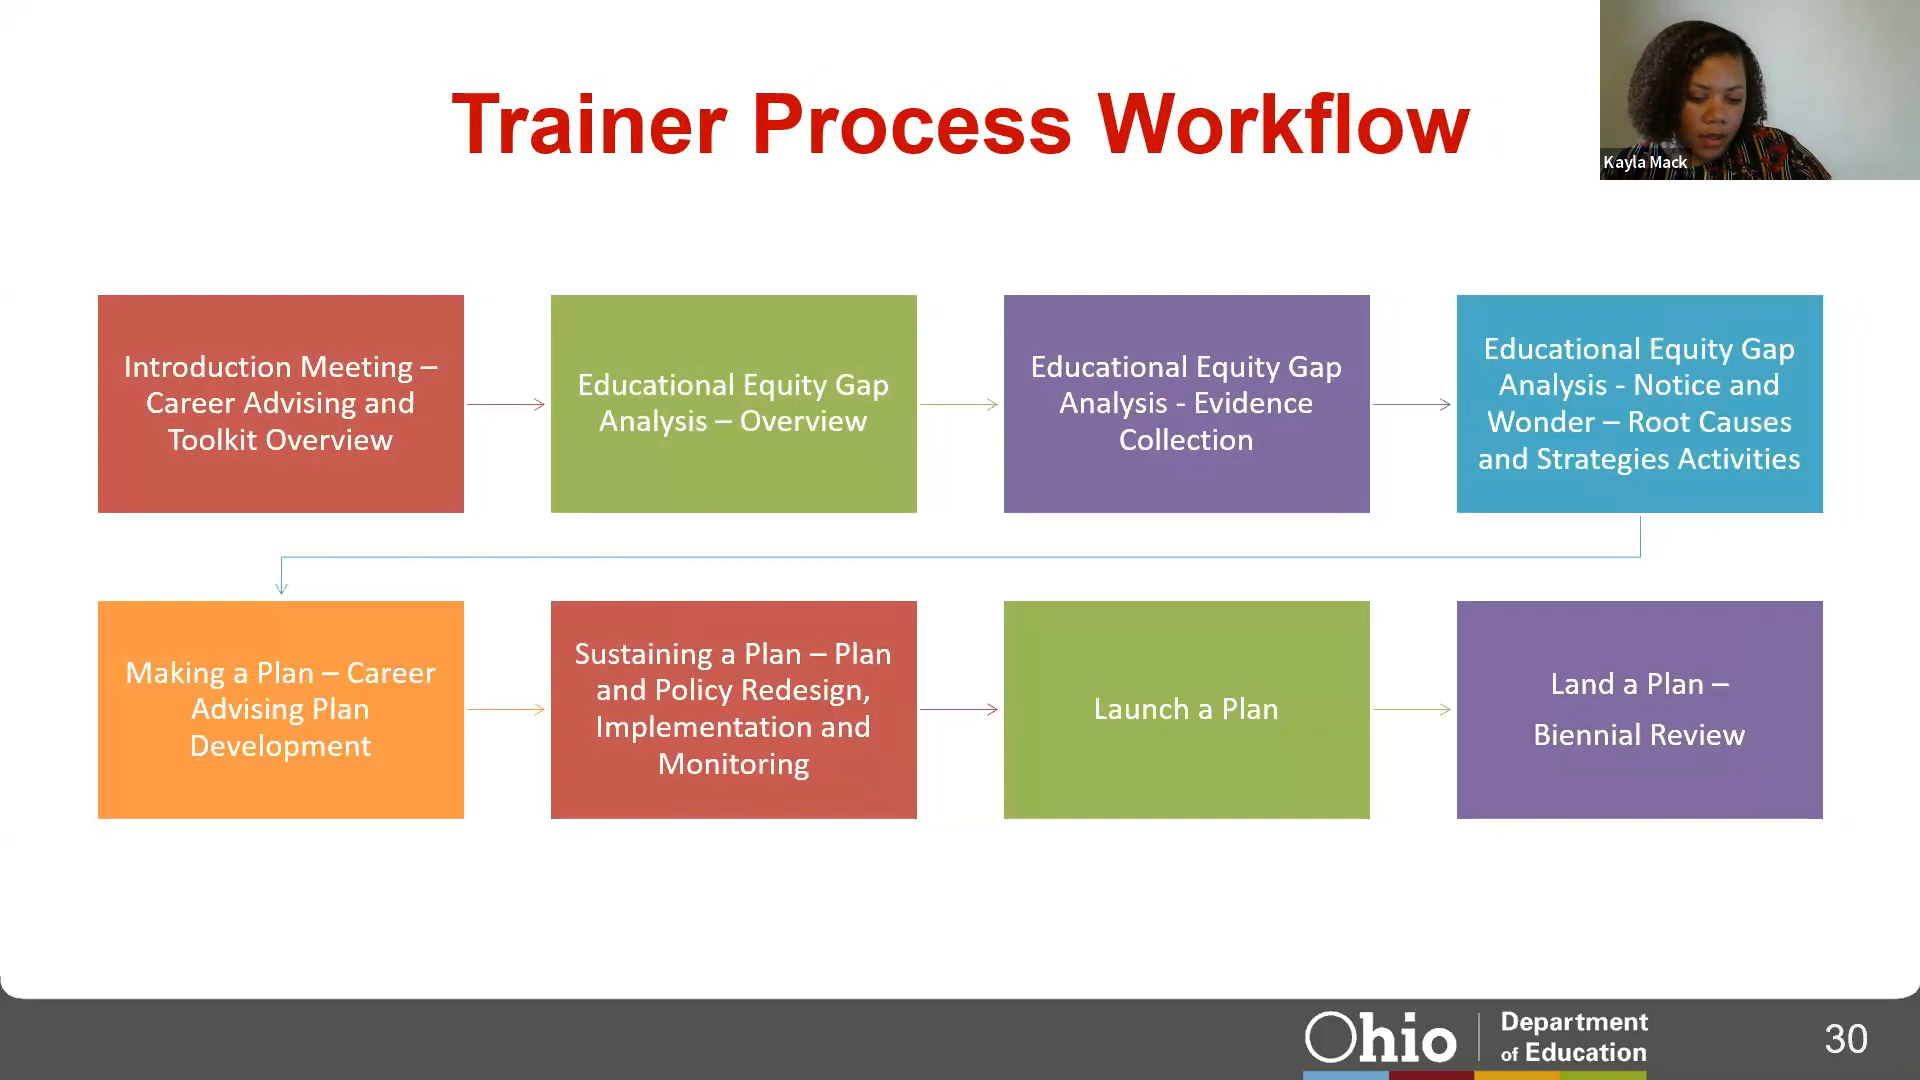 Trainer Process Workflow
Kayla Mack
Introduction Meeting –
Career Advising and
Toolkit Overview
Educational Equity Gap
Analysis – Overview
Educational Equity Gap
Analysis - Evidence
Collection
Educational Equity Gap
Analysis - Notice and
Wonder – Root Causes
and Strategies Activities
Making a Plan – Career
Advising Plan
Development
Sustaining a Plan – Plan
and Policy Redesign,
Implementation and
Monitoring
Launch a Plan
Land a Plan –
Biennial Review
Ohio
Department
of Education
30